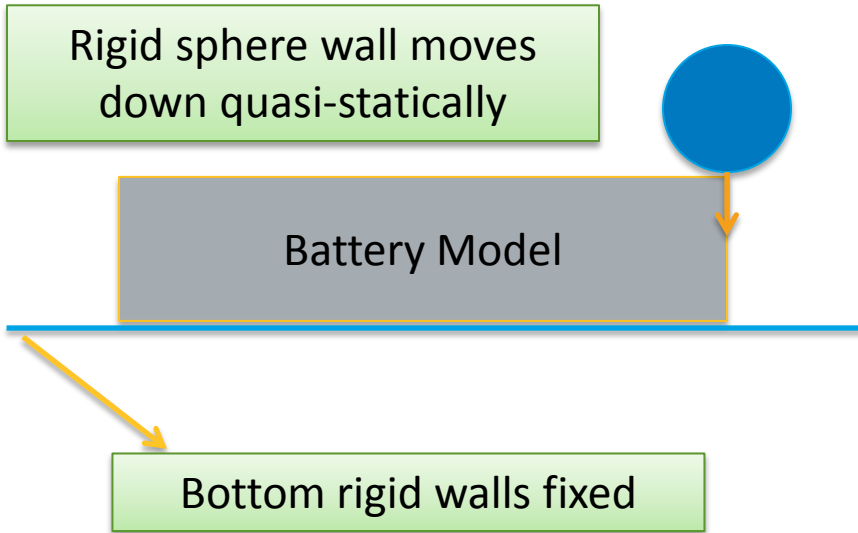 Rigid sphere wall moves
down quasi-statically
Battery Model
Bottom rigid walls fixed